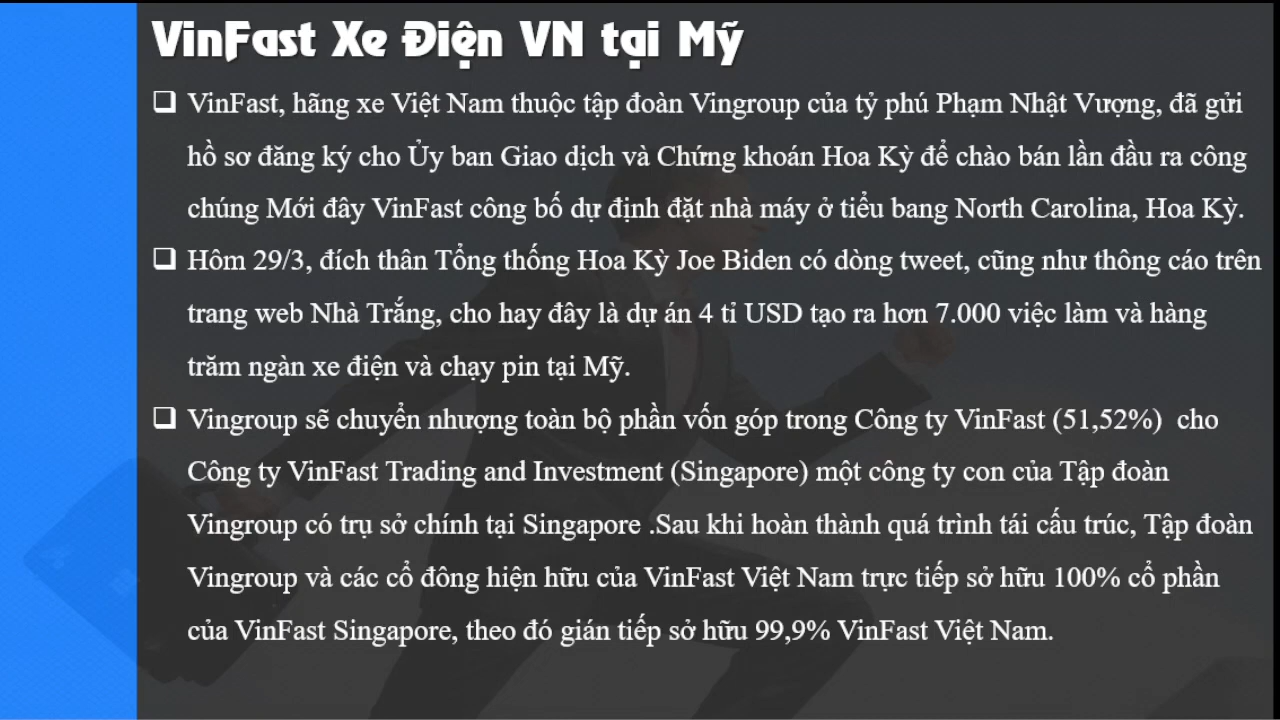 VinFast Xe Điện VN tại Mỹ
❑ VinFast, hãng xe Việt Nam thuộc tập đoàn Vingroup của tỷ phú Phạm Nhật Vượng, đã gửi
hồ sơ đăng ký cho Ủy ban Giao dịch và Chứng khoán Hoa Kỳ để chào bán lần đầu ra công
chúng Mới đây VinFast công bố dự định đặt nhà máy ở tiểu bang North Carolina, Hoa Kỳ.
❑ Hôm 29/3, đích thân Tổng thống Hoa Kỳ Joe Biden có dòng tweet, cũng như thông cáo trên
trang web Nhà Trắng, cho hay đây là dự án 4 tỉ USD tạo ra hơn 7.000 việc làm và hàng
trăm ngàn xe điện và chạy pin tại Mỹ.
❑ Vingroup sẽ chuyển nhượng toàn bộ phần vốn góp trong Công ty VinFast (51,52%)  cho
Công ty VinFast Trading and Investment (Singapore) một công ty con của Tập đoàn
Vingroup có trụ sở chính tại Singapore .Sau khi hoàn thành quá trình tái cấu trúc, Tập đoàn
Vingroup và các cổ đông hiện hữu của VinFast Việt Nam trực tiếp sở hữu 100% cổ phần
của VinFast Singapore, theo đó gián tiếp sở hữu 99,9% VinFast Việt Nam.